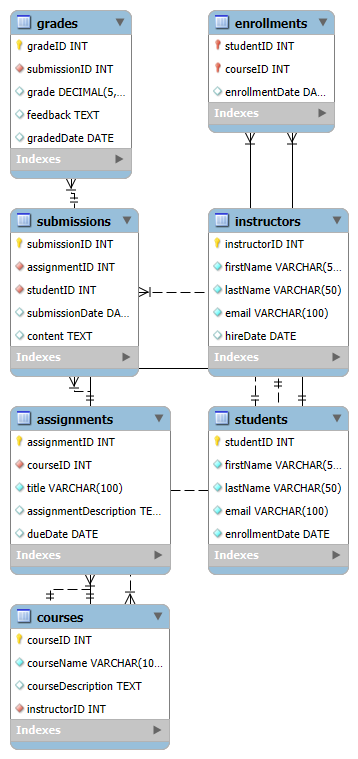 grades
gradeID INT
submissionID INT
grade DECIMAL(5,...
feedback TEXT
gradedDate DATE
Indexes
enrollments
studentID INT
courseID INT
enrollmentDate DA...
Indexes
submissions
submissionID INT
assignmentID INT
studentID INT
submissionDate DA...
content TEXT
Indexes
instructors
instructorID INT
firstName VARCHAR(5...
lastName VARCHAR(50)
email VARCHAR(100)
hireDate DATE
Indexes
assignments
assignmentID INT
courseID INT
title VARCHAR(100)
assignmentDescription TE...
dueDate DATE
Indexes
students
studentID INT
firstName VARCHAR(5...
lastName VARCHAR(50)
email VARCHAR(100)
enrollmentDate DATE
Indexes
courses
courseID INT
courseName VARCHAR(10...
courseDescription TEXT
instructorID INT
Indexes